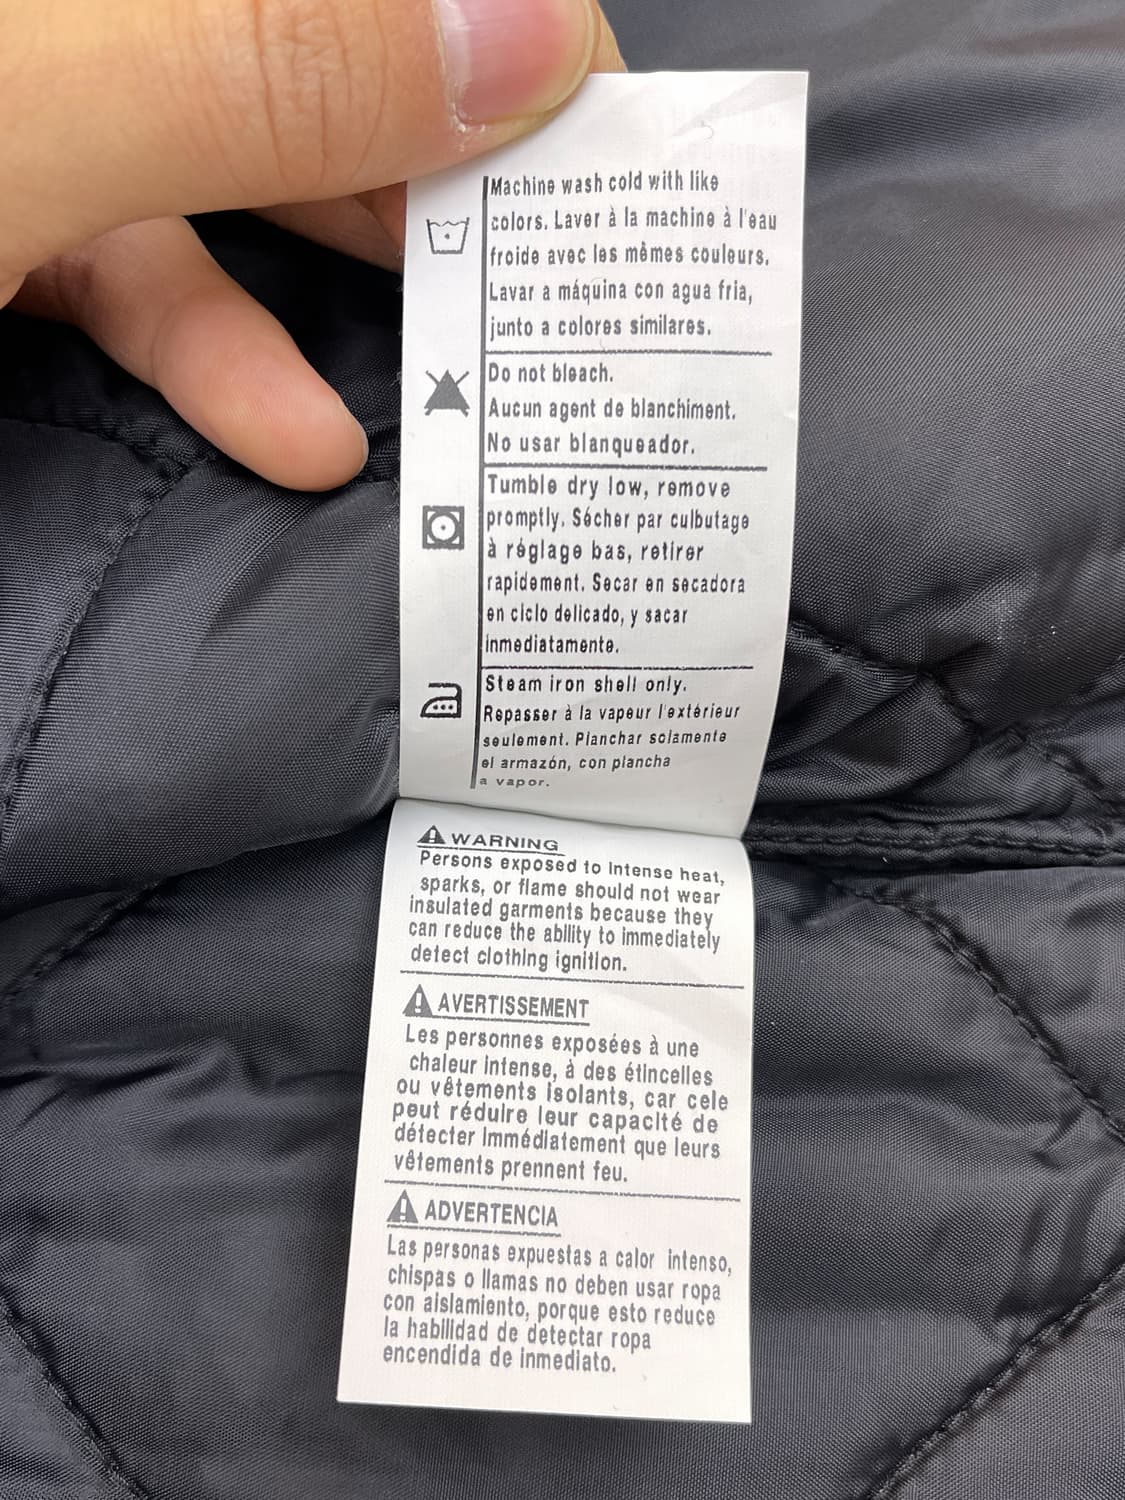 Machine wash cold with like
colors. Laver à la machine à l'eau
froide avec les mêmes couleurs.
Lavar a máquina con agua fria,
junto a colores similares.
Do not bleach.
Aucun agent de blanchiment.
No usar blanqueador.
Tumble dry low, remove
promptly. Sécher par culbutage
à réglage bas, retirer
rapidement. Secar en secadora
en ciclo delicado, y sacar
inmediatamente.
Steam iron shell only.
Repasser à la vapeur l'extérieur
seulement. Planchar solamente
el armazón, con plancha
a vapor.
WARNING
Persons exposed to intense heat,
sparks, or flame should not wear
insulated garments because they
can reduce the ability to immediately
detect clothing ignition.
AVERTISSEMENT
Les personnes exposées à une
chaleur intense, à des étincelles
ou vêtements isolants, car cele
peut réduire leur capacité de
détecter immédiatement que leurs
vêtements prennent feu.
ADVERTENCIA
Las personas expuestas a calor intenso,
chispas o llamas no deben usar ropa
con aislamiento, porque esto reduce
la habilidad de detectar ropa
encendida de inmediato.